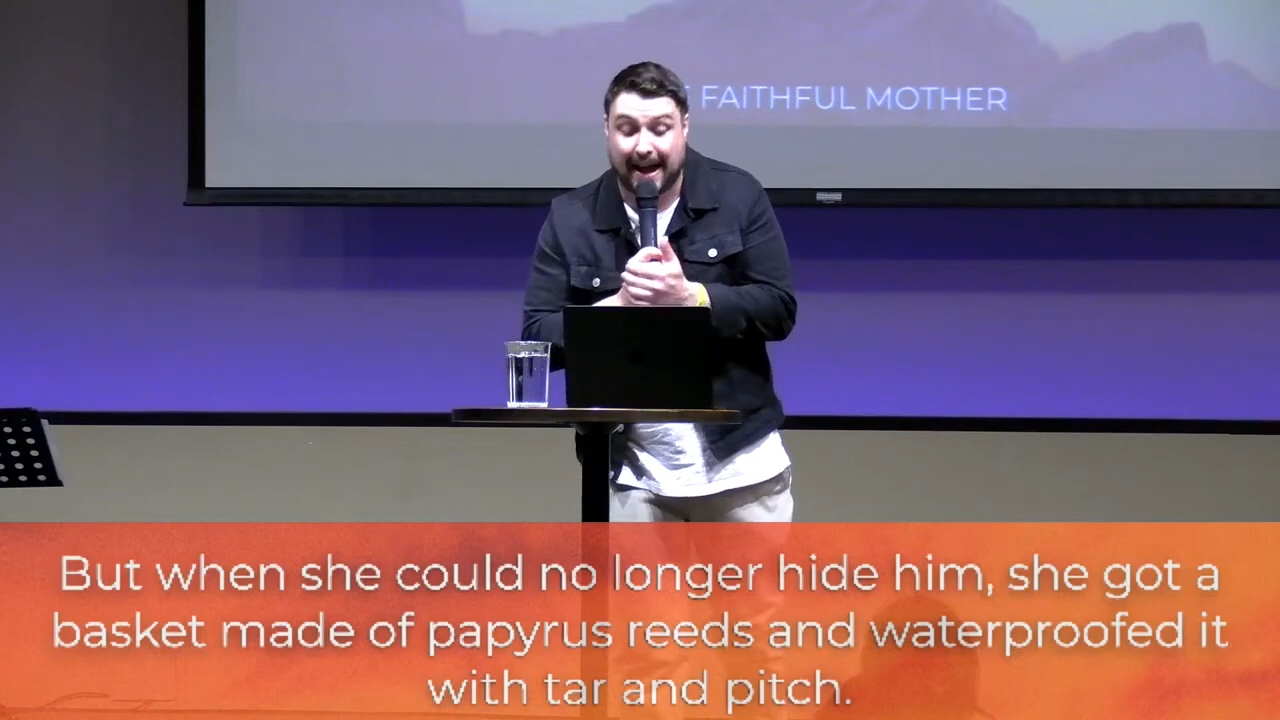 FAITHFUL MOTHER
But when she could no longer hide him, she got a
basket made of papyrus reeds and waterproofed it
with tar and pitch.